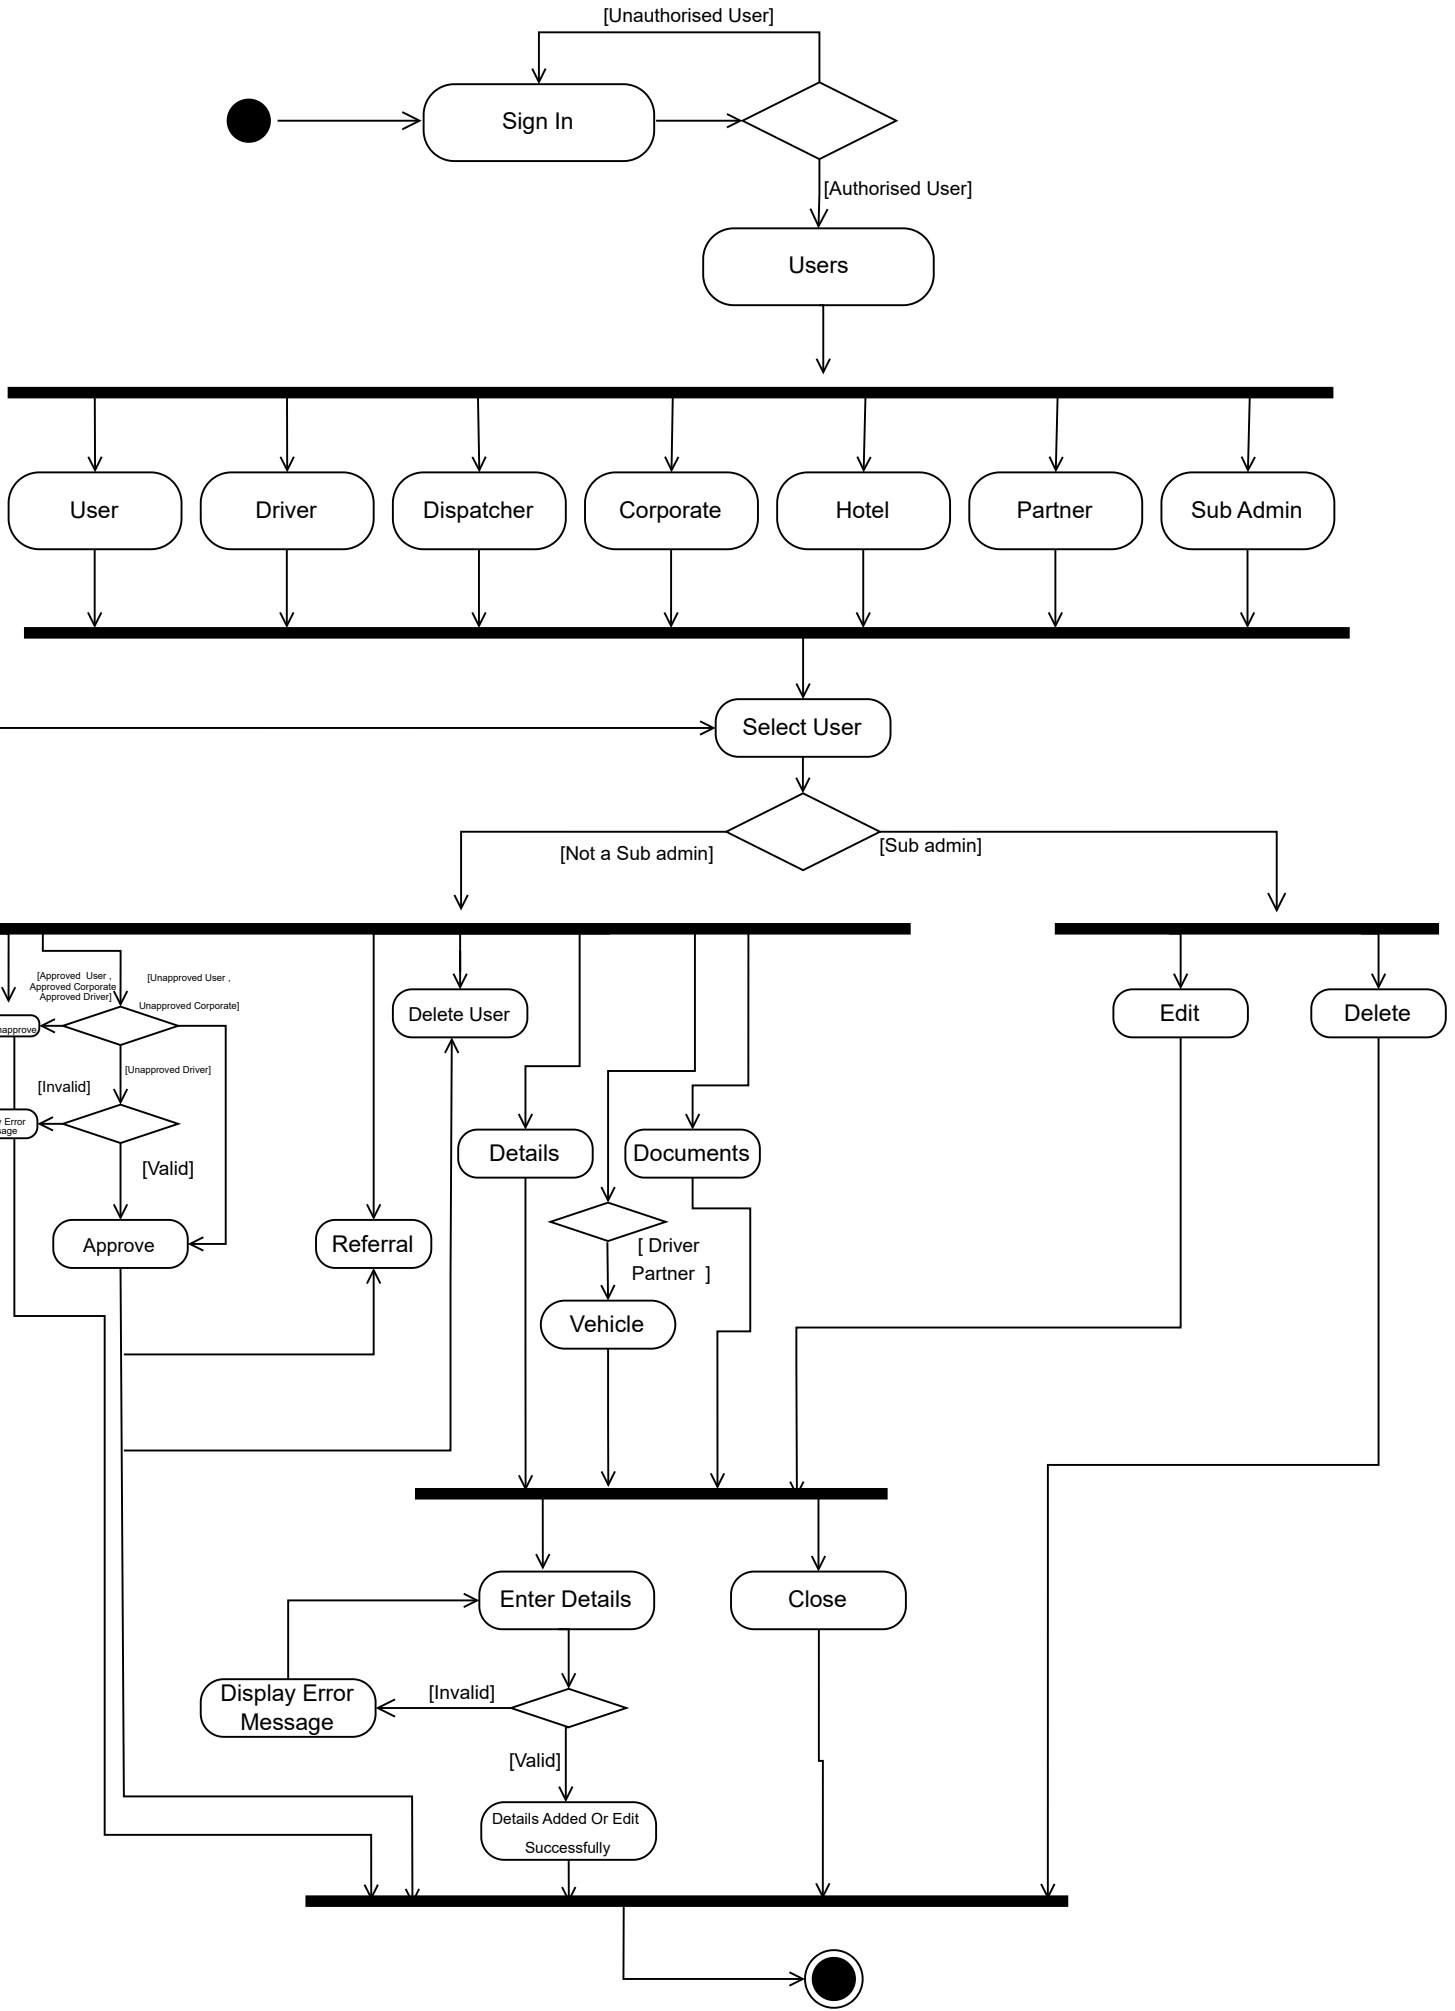 [Unauthorised User]
Sign In
[Authorised User]
Users
User
Driver
Dispatcher
Corporate
Hotel
Partner
Sub Admin
Select User
[Not a Sub admin]
[Sub admin]
[Approved User ,
Approved Corporate
Approved Driver]
[Unapproved User ,
Unapproved Corporate]
napprove
Delete User
Edit
Delete
[Unapproved Driver]
[Invalid]
y Error
sage
[Valid]
Details
Documents
Approve
Referral
[ Driver
Partner ]
Vehicle
Enter Details
Close
Display Error
Message
[Invalid]
[Valid]
Details Added Or Edit
Successfully